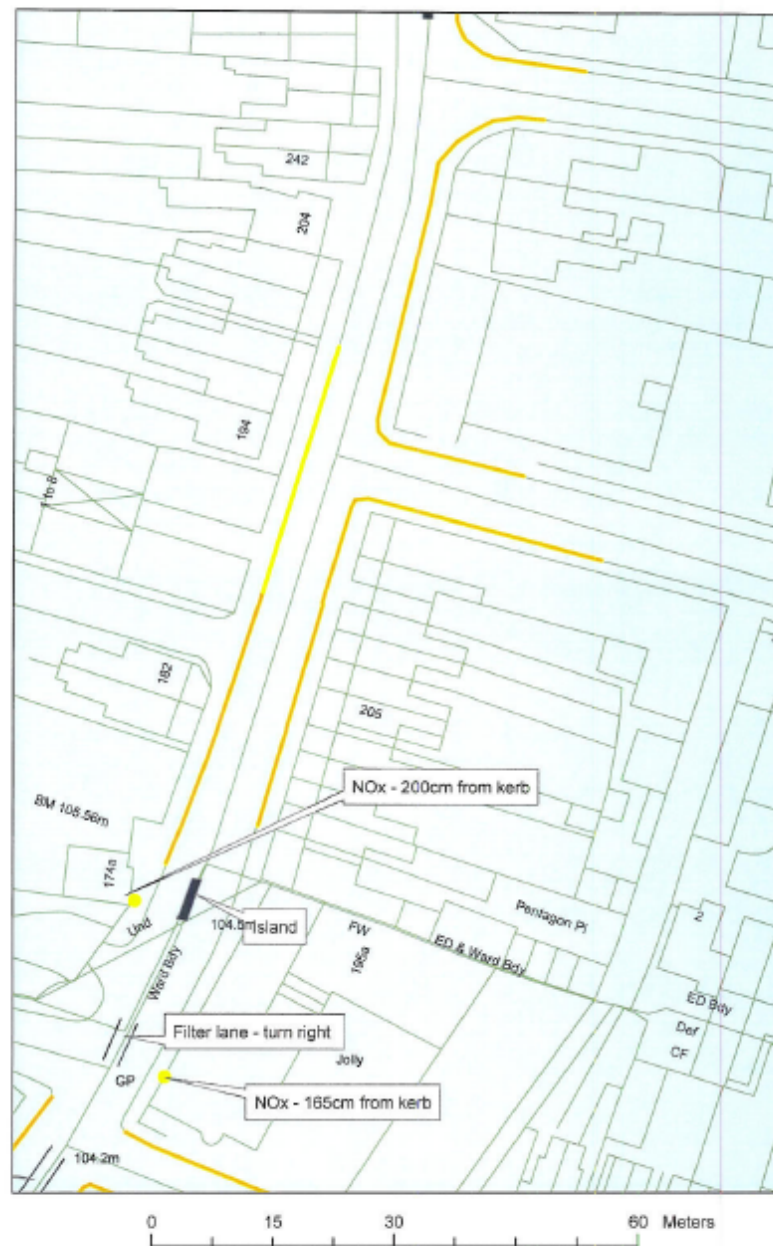 242
204
194
1 to 8
182
205
NOx - 200cm from kerb
BM 108.56m
174a
Und
104.8m
Island
Pentagon Pl
2
FW
ED & Ward Bdy
195a
Ward Bdy
ED Bdy
Def
CF
Filter lane - turn right
Jolly
GP
NOx - 165cm from kerb
104.2m
0 15 30 60 Meters